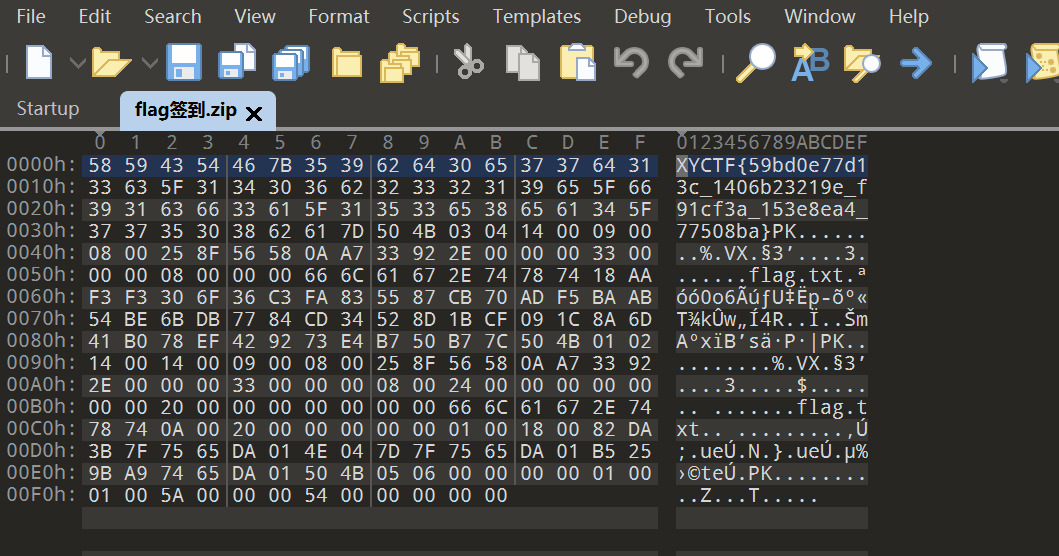 File Edit Search View Format Scripts Templates Debug Tools Window Help
Startup flag签到.zip
0 1 2 3 4 5 6 7 8 9 A B C D E F 0123456789ABCDEF
0000h: 58 59 43 54 46 7B 35 39 62 64 30 65 37 37 64 31 XYCTF{59bd0e77d1
0010h: 33 63 5F 31 34 30 36 62 32 33 32 31 39 65 5F 66 3c_1406b23219e_f
0020h: 39 31 63 66 33 61 5F 31 35 33 65 38 65 61 34 5F 91cf3a_153e8ea4_
0030h: 37 37 35 30 38 62 61 7D 50 4B 03 04 14 00 09 00 77508ba}PK......
0040h: 08 00 25 8F 56 58 0A A7 33 92 2E 00 00 00 33 00 ..%.VX.§3’....3.
0050h: 00 00 08 00 00 00 66 6C 61 67 2E 74 78 74 18 AA ......flag.txt.ª
0060h: F3 F3 30 6F 36 C3 FA 83 55 87 CB 70 AD F5 BA AB óó0o6ÃúƒU‡Ëp-õº«
0070h: 54 BE 6B DB 77 84 CD 34 52 8D 1B CF 09 1C 8A 6D T¾kÛw„Í4R..Ï..Šm
0080h: 41 B0 78 EF 42 92 73 E4 B7 50 B7 7C 50 4B 01 02 A°xïB’sä·P·|PK..
0090h: 14 00 14 00 09 00 08 00 25 8F 56 58 0A A7 33 92 ........%.VX.§3’
00A0h: 2E 00 00 00 33 00 00 00 08 00 24 00 00 00 00 00 ....3.....$.....
00B0h: 00 00 20 00 00 00 00 00 00 00 66 6C 61 67 2E 74 .. .......flag.t
00C0h: 78 74 0A 00 20 00 00 00 00 00 01 00 18 00 82 DA xt.. .........‚Ú
00D0h: 3B 7F 75 65 DA 01 4E 04 7D 7F 75 65 DA 01 B5 25 ;.ueÚ.N.}.ueÚ.µ%
00E0h: 9B A9 74 65 DA 01 50 4B 05 06 00 00 00 00 01 00 ›©teÚ.PK........
00F0h: 01 00 5A 00 00 00 54 00 00 00 00 00 ..Z...T.....